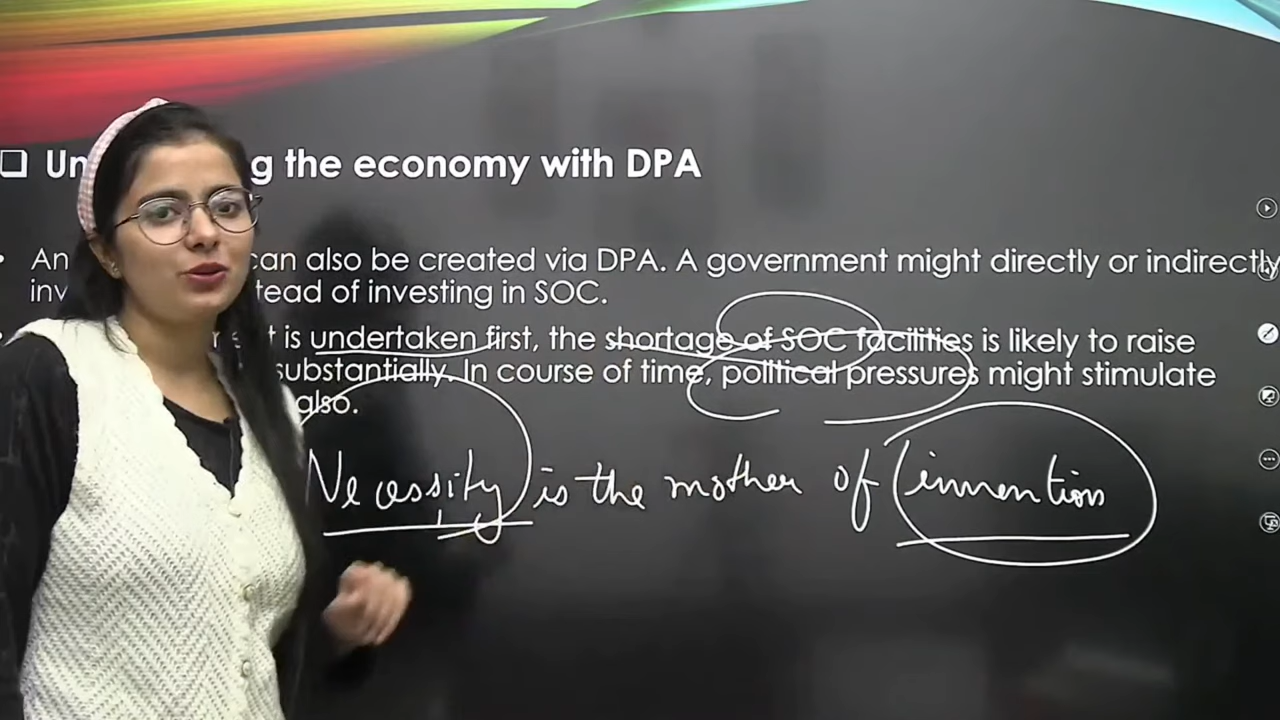 g the economy with DPA
An can also be created via DPA. A government might directly or indirectly
inv tead of investing in SOC.
t is undertaken first, the shortage of SOC facilities is likely to raise
substantially. In course of time, political pressures might stimulate
also.
Necessity is the mother of invention